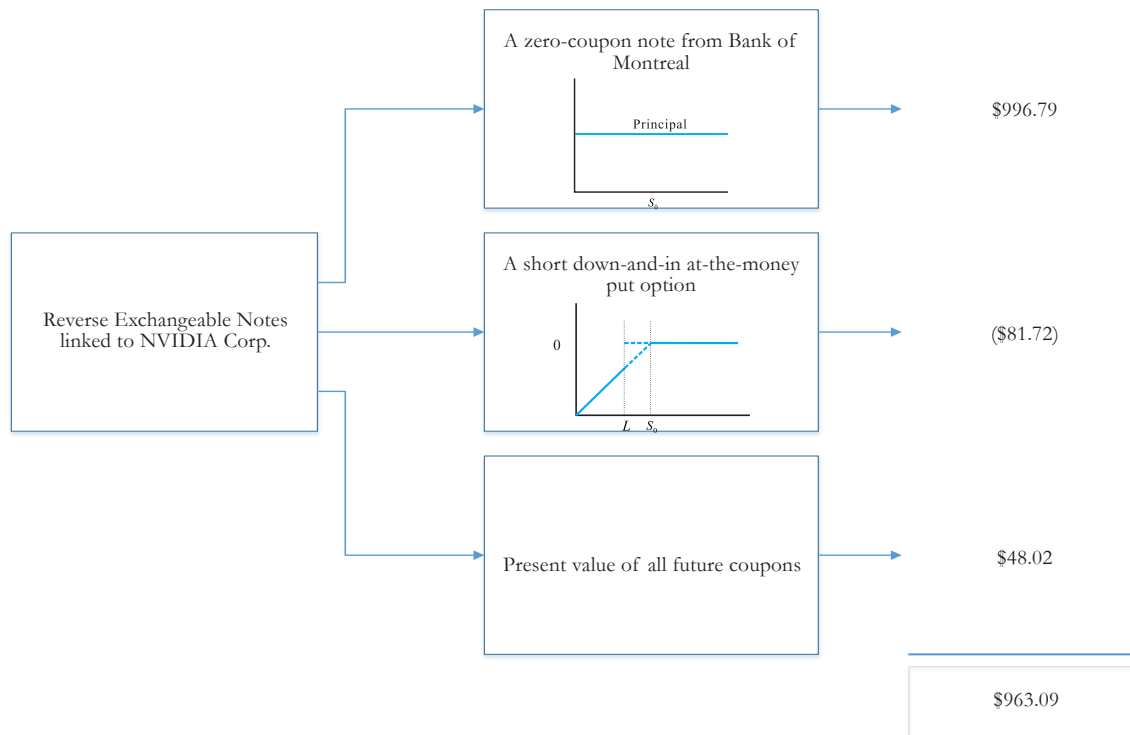 A zero-coupon note from Bank of
Montreal
Principal
S₀
$996.79
Reverse Exchangeable Notes
linked to NVIDIA Corp.
A short down-and-in at-the-money
put option
0
L S₀
($81.72)
Present value of all future coupons
$48.02
$963.09